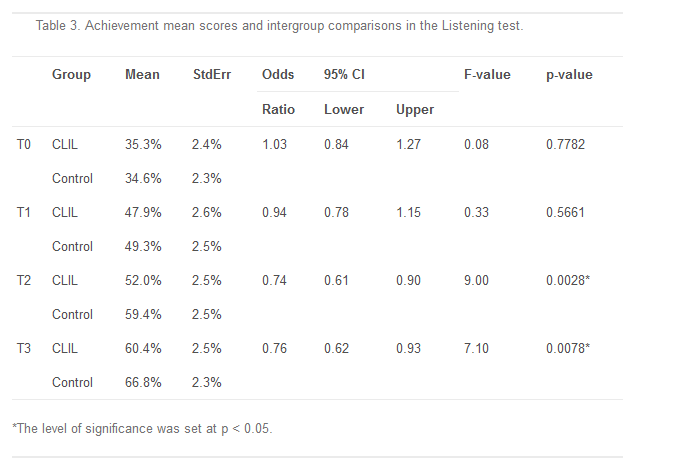 Table 3. Achievement mean scores and intergroup comparisons in the Listening test.
Group Mean StdErr Odds 95% CI F-value p-value
Ratio Lower Upper
T0 CLIL 35.3% 2.4% 1.03 0.84 1.27 0.08 0.7782
Control 34.6% 2.3%
T1 CLIL 47.9% 2.6% 0.94 0.78 1.15 0.33 0.5661
Control 49.3% 2.5%
T2 CLIL 52.0% 2.5% 0.74 0.61 0.90 9.00 0.0028*
Control 59.4% 2.5%
T3 CLIL 60.4% 2.5% 0.76 0.62 0.93 7.10 0.0078*
Control 66.8% 2.3%
*The level of significance was set at p < 0.05.